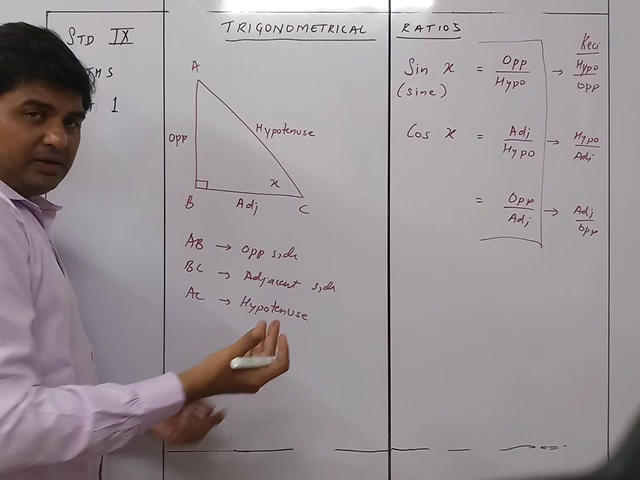 STD IX
1
TRIGONOMETRICAL RATIOS
A
Opp
Hypotenuse
x
B
Adj
C
AB → Opp side
BC → Adjacent side
AC → Hypotenuse
Reci
Sin x = Opp/Hypo → Hypo/Opp
(sine)
Cos x = Adj/Hypo → Hypo/Adj
= Opp/Adj → Adj/Opp